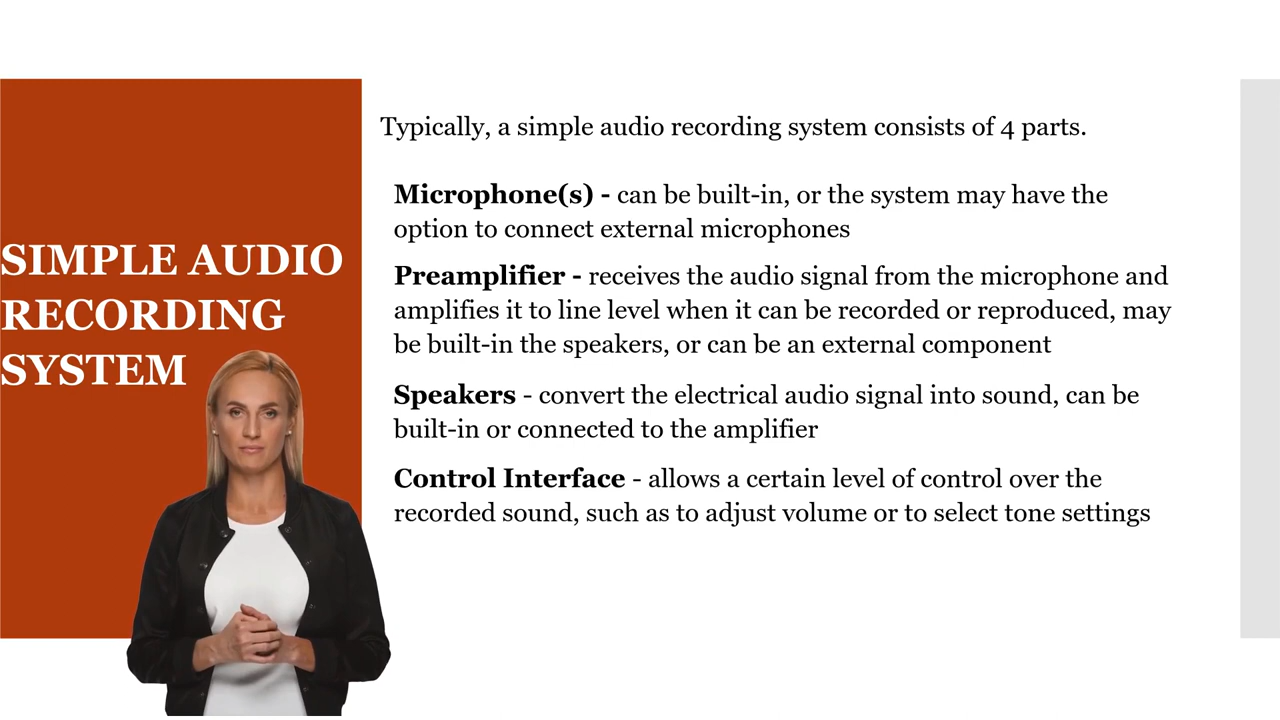 SIMPLE AUDIO
RECORDING
SYSTEM
Typically, a simple audio recording system consists of 4 parts.
Microphone(s) - can be built-in, or the system may have the
option to connect external microphones
Preamplifier - receives the audio signal from the microphone and
amplifies it to line level when it can be recorded or reproduced, may
be built-in the speakers, or can be an external component
Speakers - convert the electrical audio signal into sound, can be
built-in or connected to the amplifier
Control Interface - allows a certain level of control over the
recorded sound, such as to adjust volume or to select tone settings